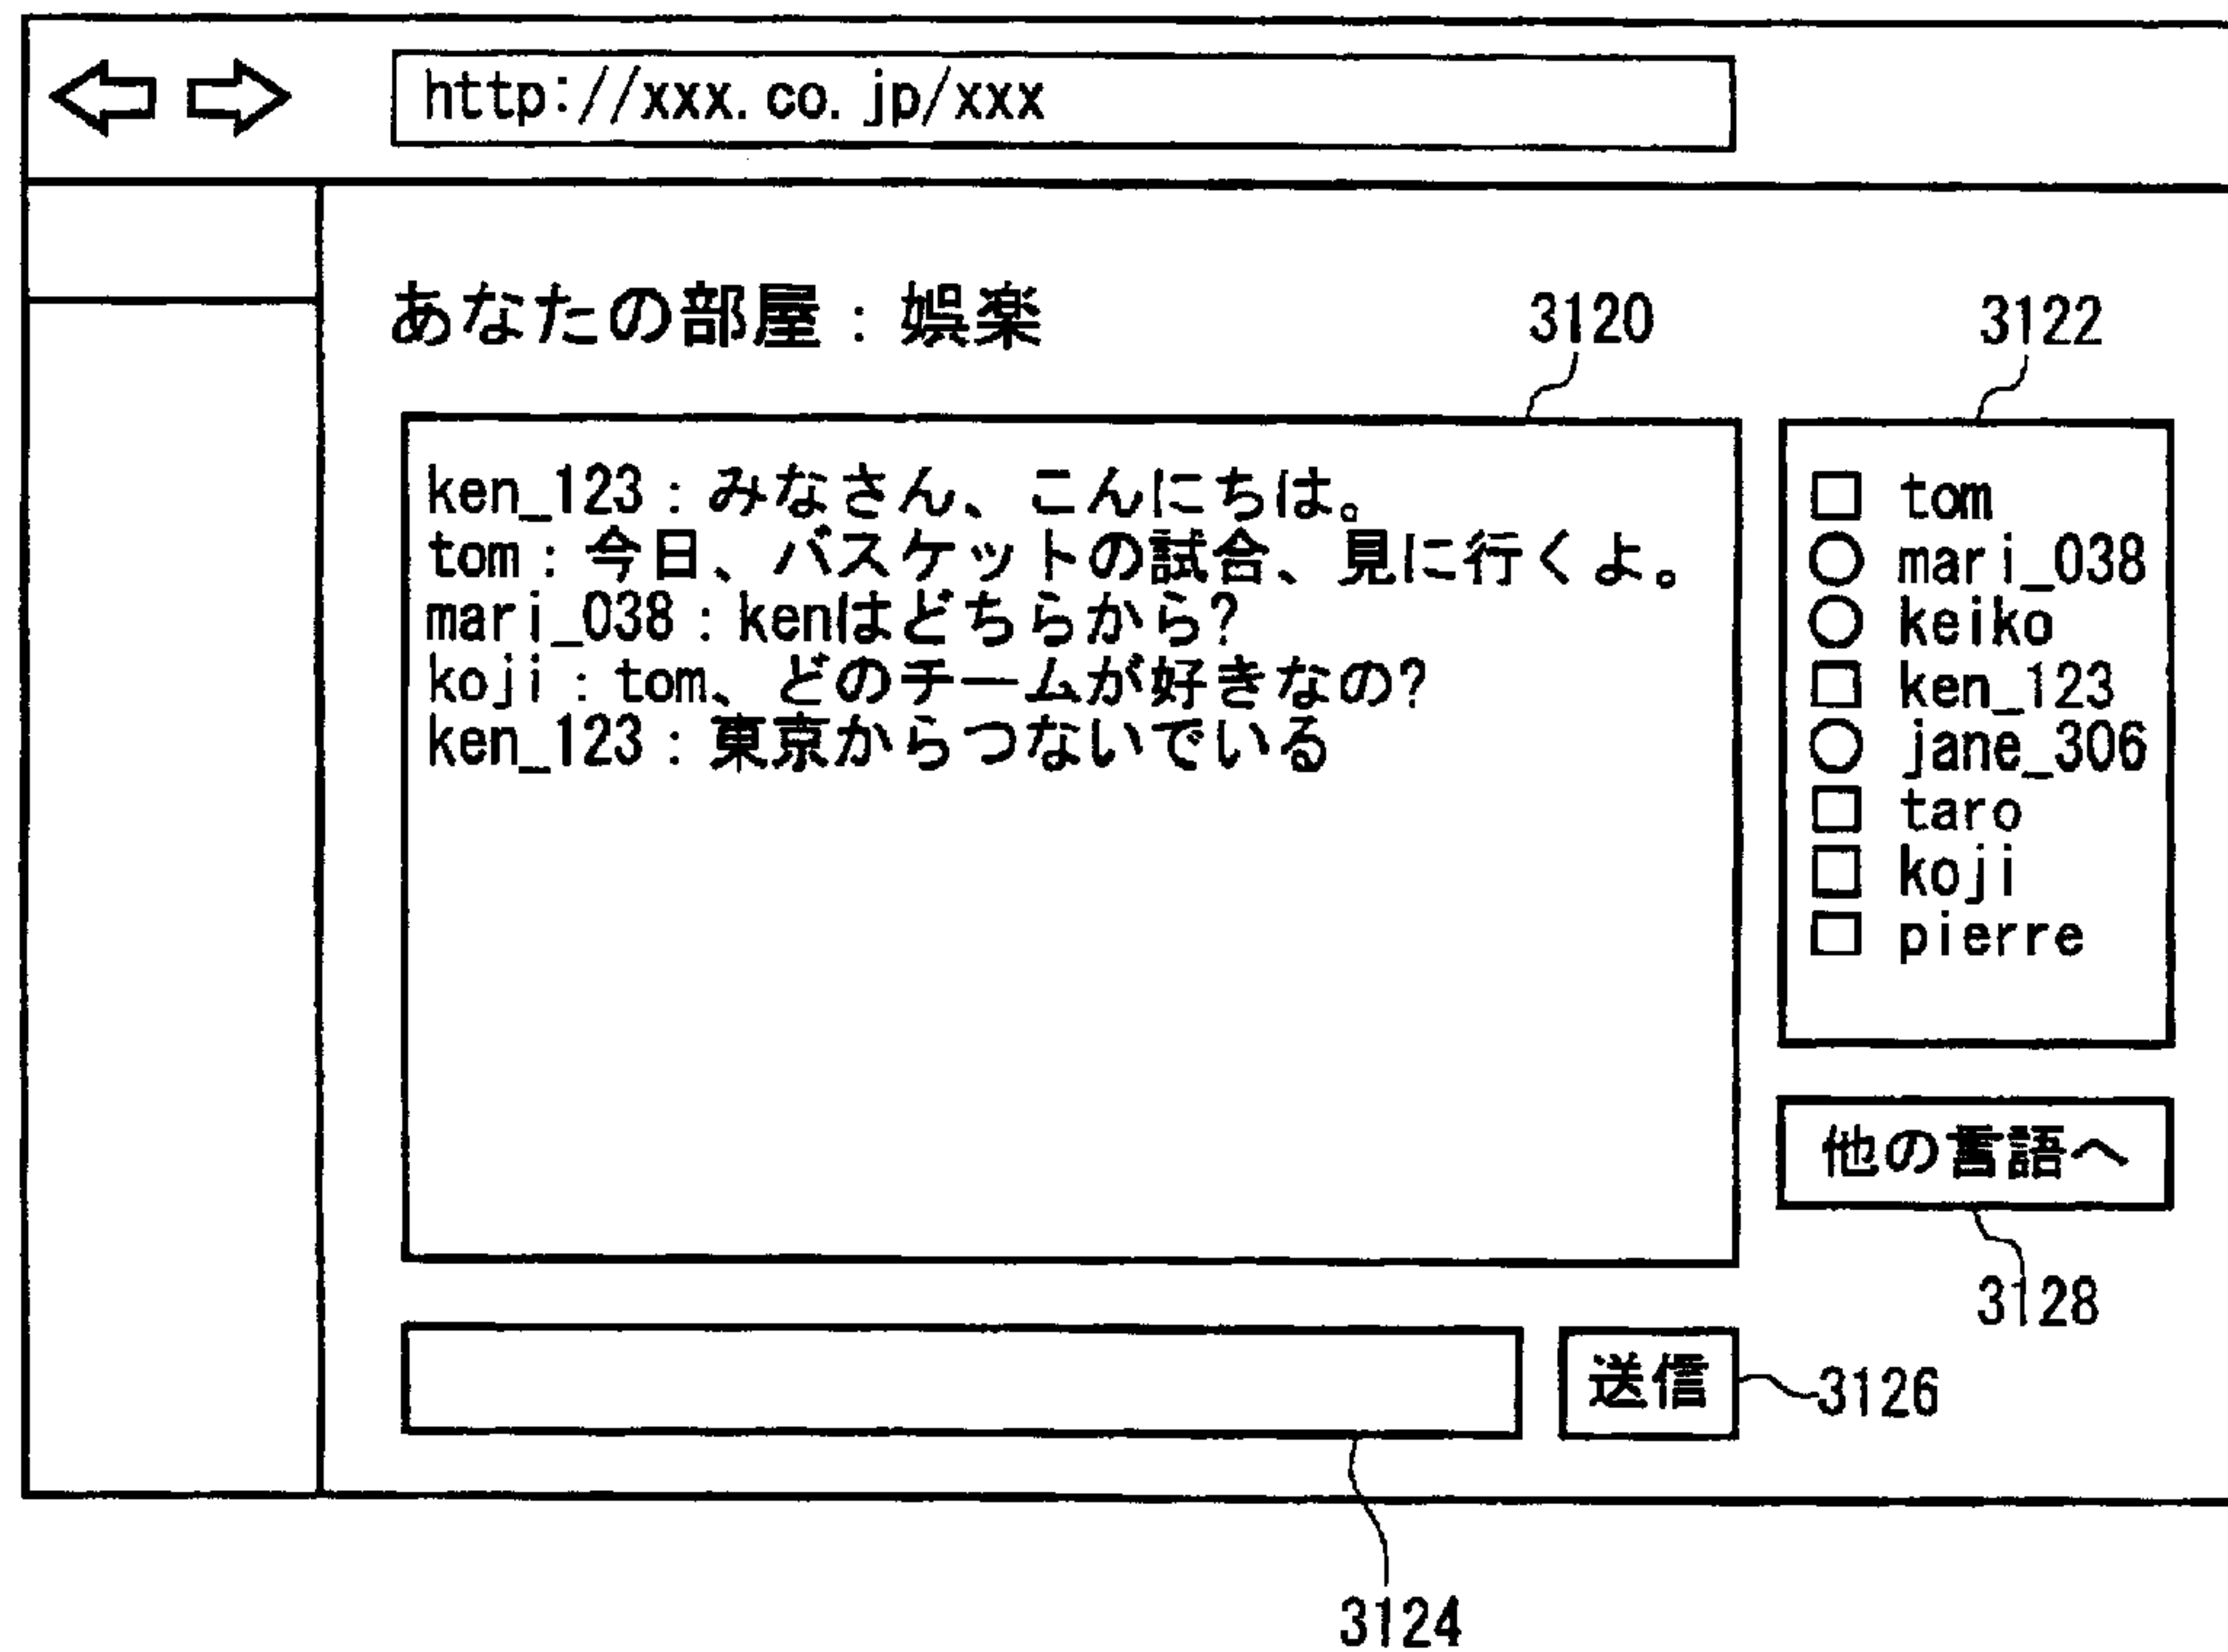 http://xxx.co.jp/xxx
あなたの部屋：娯楽
3120
3122
ken_123：みなさん、こんにちは。
tom：今日、バスケットの試合、見に行くよ。
mari_038：kenはどちらから?
koji：tom、どのチームが好きなの?
ken_123：東京からつないでいる
tom
mari_038
keiko
ken_123
jane_306
taro
koji
pierre
他の言語へ
3128
送信
3126
3124